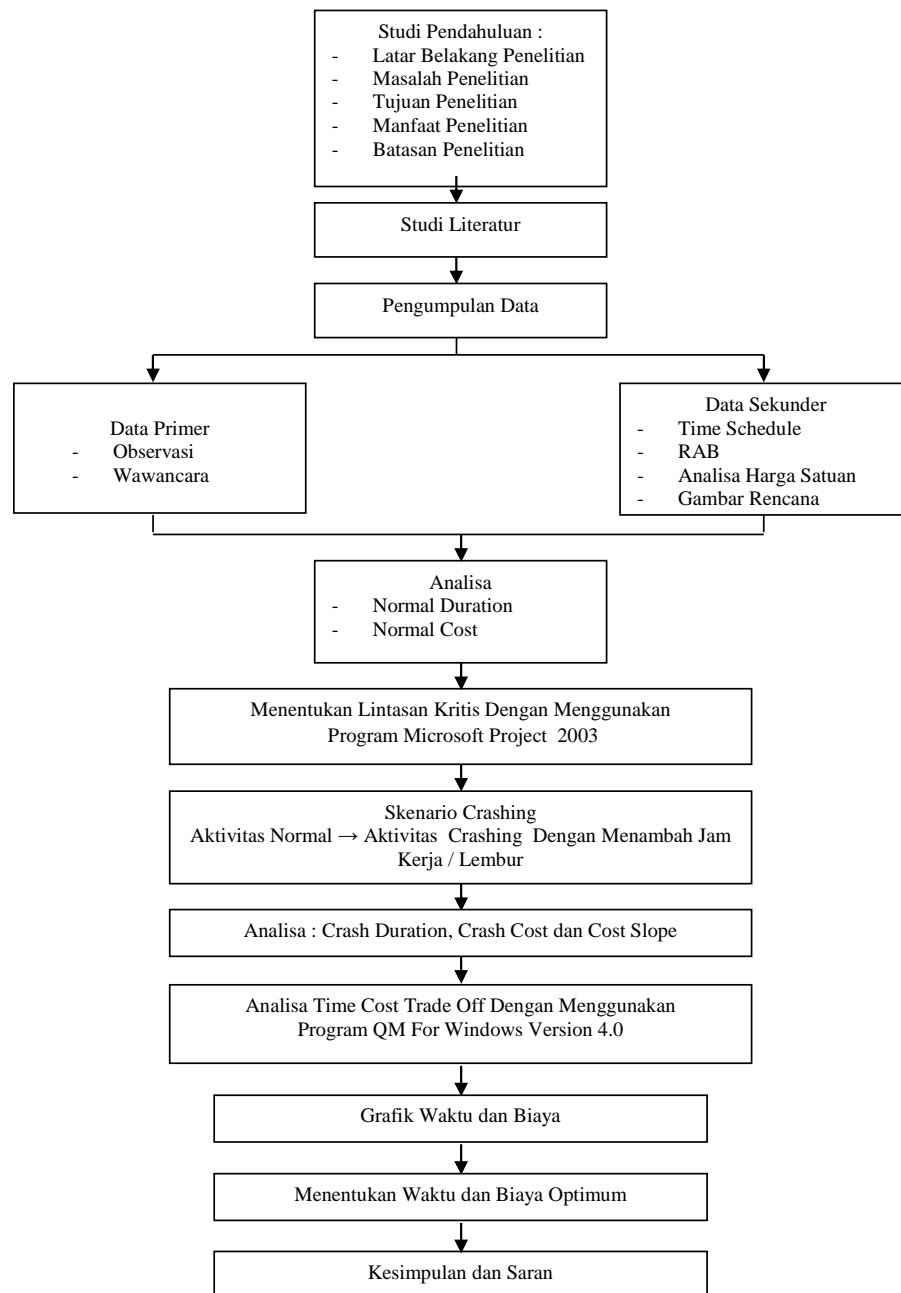 Studi Pendahuluan :
- Latar Belakang Penelitian
- Masalah Penelitian
- Tujuan Penelitian
- Manfaat Penelitian
- Batasan Penelitian
Studi Literatur
Pengumpulan Data
Data Primer
- Observasi
- Wawancara
Data Sekunder
- Time Schedule
- RAB
- Analisa Harga Satuan
- Gambar Rencana
Analisa
- Normal Duration
- Normal Cost
Menentukan Lintasan Kritis Dengan Menggunakan
Program Microsoft Project 2003
Skenario Crashing
Aktivitas Normal → Aktivitas Crashing Dengan Menambah Jam
Kerja / Lembur
Analisa : Crash Duration, Crash Cost dan Cost Slope
Analisa Time Cost Trade Off Dengan Menggunakan
Program QM For Windows Version 4.0
Grafik Waktu dan Biaya
Menentukan Waktu dan Biaya Optimum
Kesimpulan dan Saran